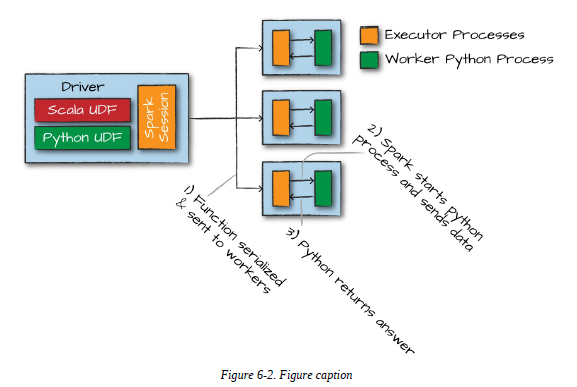 Executor Processes
Worker Python Process
Driver
Scala UDF
Python UDF
Spark
Session
2) Spark starts Python
process and sends data
1) Function serialized
& sent to workers
3) Python returns answer
Figure 6-2. Figure caption